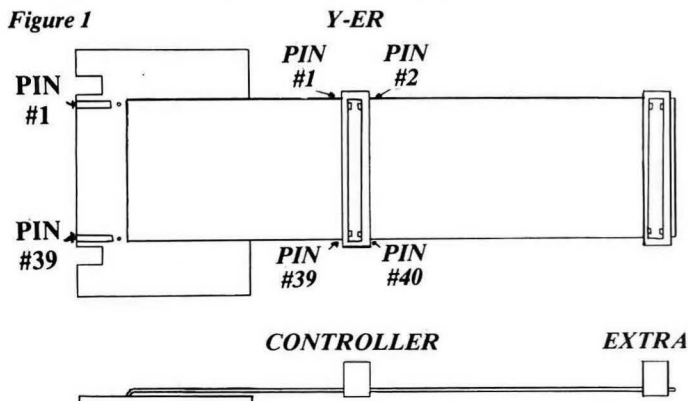 Figure 1
Y-ER
PIN #1
PIN #1
PIN #2
PIN #39
PIN #39
PIN #40
CONTROLLER
EXTRA